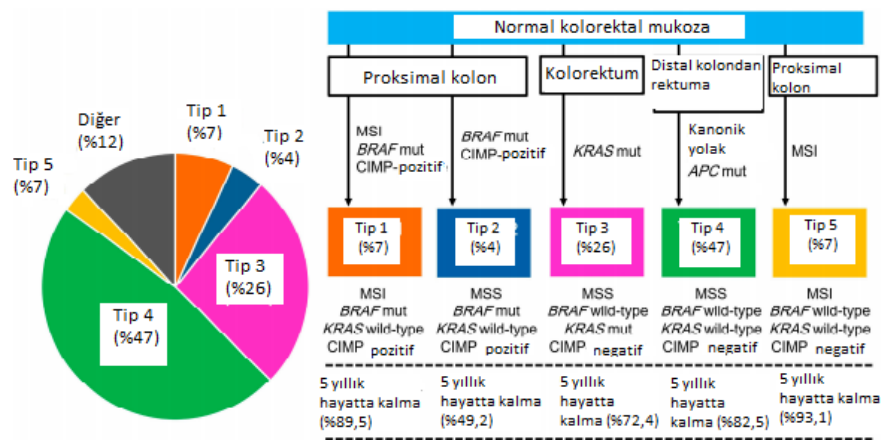 Tip 1
(%7)
Tip 2
(%4)
Diğer
(%12)
Tip 5
(%7)
Tip 3
(%26)
Tip 4
(%47)
Normal kolorektal mukoza
Proksimal kolon
Kolorektum
Distal kolondan
rektuma
Proksimal
kolon
MSI
BRAF mut
CIMP-pozitif
BRAF mut
CIMP-pozitif
KRAS mut
Kanonik
yolak
APC mut
MSI
Tip 1
(%7)
Tip 2
(%4)
Tip 3
(%26)
Tip 4
(%47)
Tip 5
(%7)
MSI
BRAF mut
KRAS wild-type
CIMP pozitif
MSS
BRAF mut
KRAS wild-type
CIMP pozitif
MSS
BRAF wild-type
KRAS mut
CIMP negatif
MSS
BRAF wild-type
KRAS wild-type
CIMP negatif
MSI
BRAF wild-type
KRAS wild-type
CIMP negatif
5 yıllık
hayatta kalma
(%89,5)
5 yıllık
hayatta kalma
(%49,2)
5 yıllık
hayatta
kalma (%72,4)
5 yıllık
hayatta
kalma (%82,5)
5 yıllık
hayatta kalma
(%93,1)